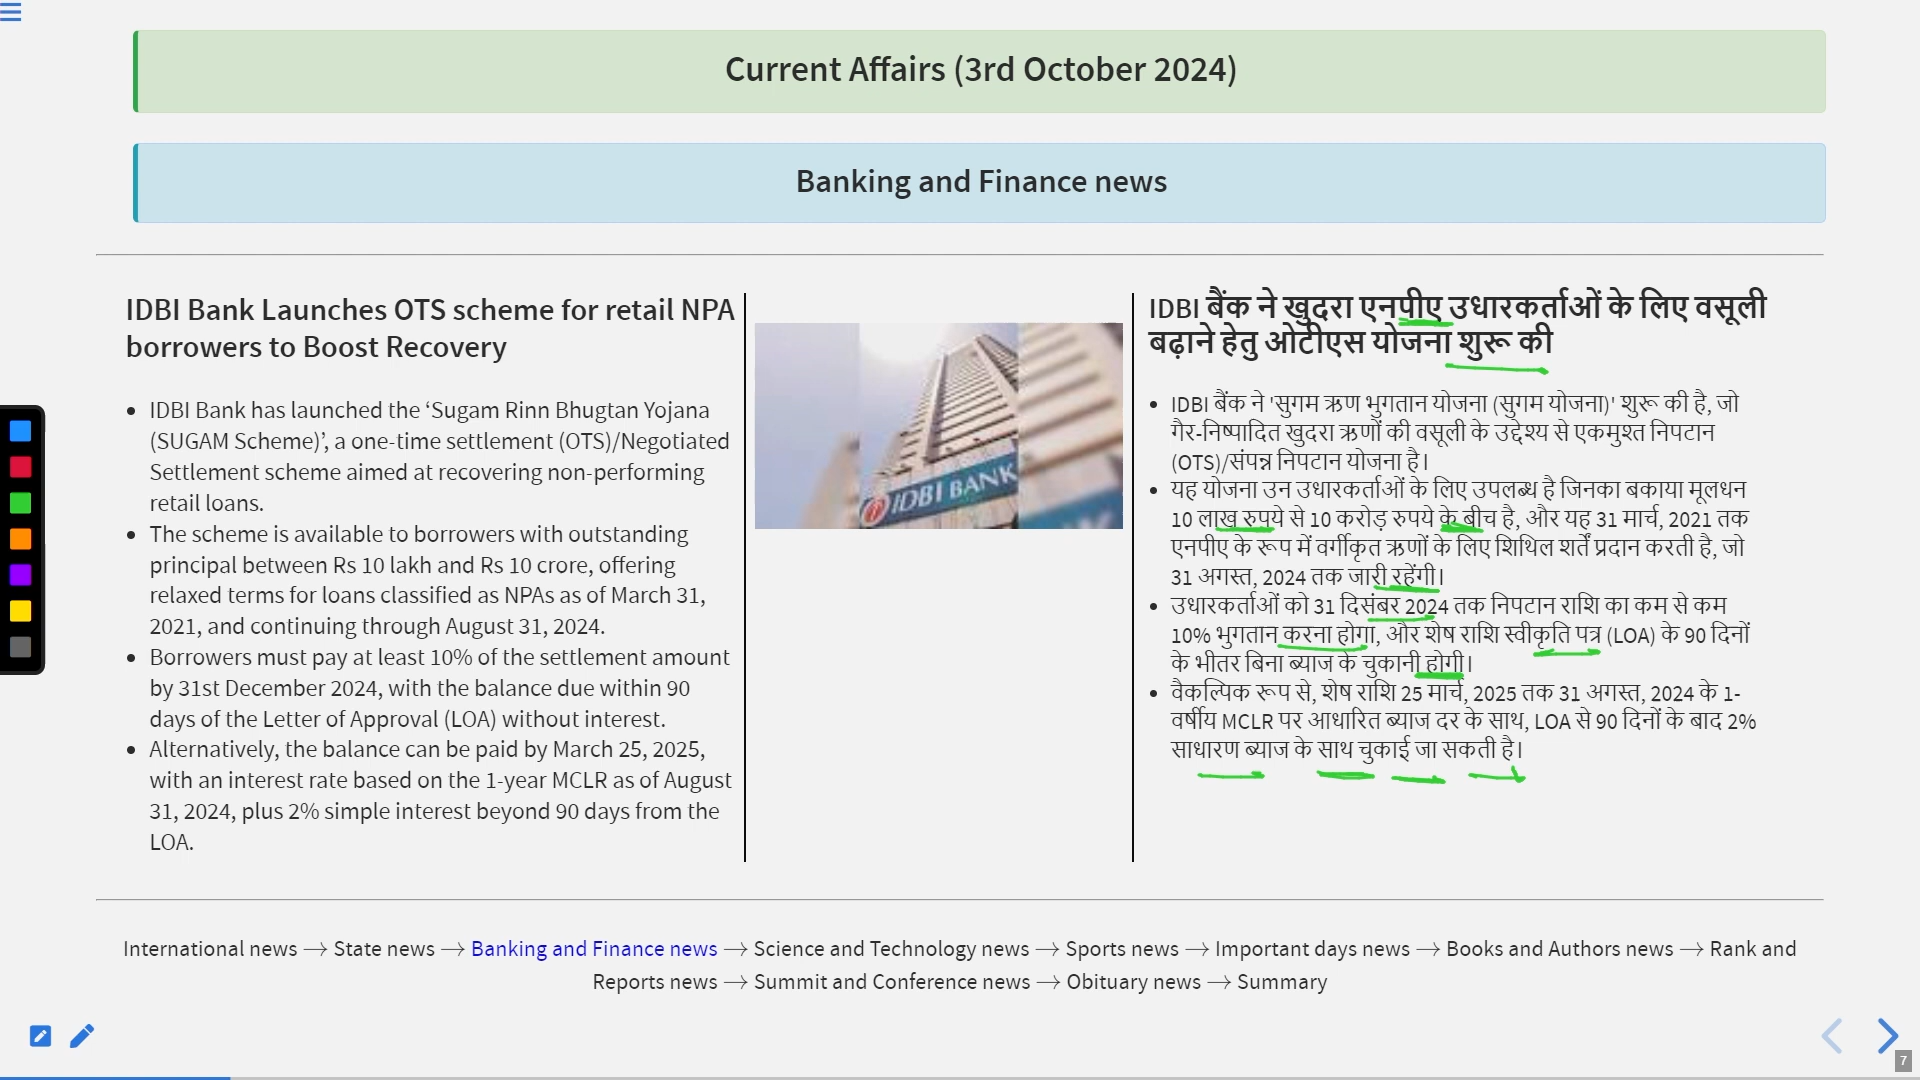 Current Affairs (3rd October 2024)
Banking and Finance news
IDBI Bank Launches OTS scheme for retail NPA
borrowers to Boost Recovery
• IDBI Bank has launched the ‘Sugam Rinn Bhugtan Yojana
(SUGAM Scheme)’, a one-time settlement (OTS)/Negotiated
Settlement scheme aimed at recovering non-performing
retail loans.
• The scheme is available to borrowers with outstanding
principal between Rs 10 lakh and Rs 10 crore, offering
relaxed terms for loans classified as NPAs as of March 31,
2021, and continuing through August 31, 2024.
• Borrowers must pay at least 10% of the settlement amount
by 31st December 2024, with the balance due within 90
days of the Letter of Approval (LOA) without interest.
• Alternatively, the balance can be paid by March 25, 2025,
with an interest rate based on the 1-year MCLR as of August
31, 2024, plus 2% simple interest beyond 90 days from the
LOA.
IDBI BANK
IDBI बैंक ने खुदरा एनपीए उधारकर्ताओं के लिए वसूली
बढ़ाने हेतु ओटीएस योजना शुरू की
• IDBI बैंक ने 'सुगम ऋण भुगतान योजना (सुगम योजना)' शुरू की है, जो
गैर-निष्पादित खुदरा ऋणों की वसूली के उद्देश्य से एकमुश्त निपटान
(OTS)/संपन्न निपटान योजना है।
• यह योजना उन उधारकर्ताओं के लिए उपलब्ध है जिनका बकाया मूलधन
10 लाख रुपये से 10 करोड़ रुपये के बीच है, और यह 31 मार्च, 2021 तक
एनपीए के रूप में वर्गीकृत ऋणों के लिए शिथिल शर्तें प्रदान करती है, जो
31 अगस्त, 2024 तक जारी रहेंगी।
• उधारकर्ताओं को 31 दिसंबर 2024 तक निपटान राशि का कम से कम
10% भुगतान करना होगा, और शेष राशि स्वीकृति पत्र (LOA) के 90 दिनों
के भीतर बिना ब्याज के चुकानी होगी।
• वैकल्पिक रूप से, शेष राशि 25 मार्च, 2025 तक 31 अगस्त, 2024 के 1-
वर्षीय MCLR पर आधारित ब्याज दर के साथ, LOA से 90 दिनों के बाद 2%
साधारण ब्याज के साथ चुकाई जा सकती है।
International news → State news → Banking and Finance news → Science and Technology news → Sports news → Important days news → Books and Authors news → Rank and
Reports news → Summit and Conference news → Obituary news → Summary
7